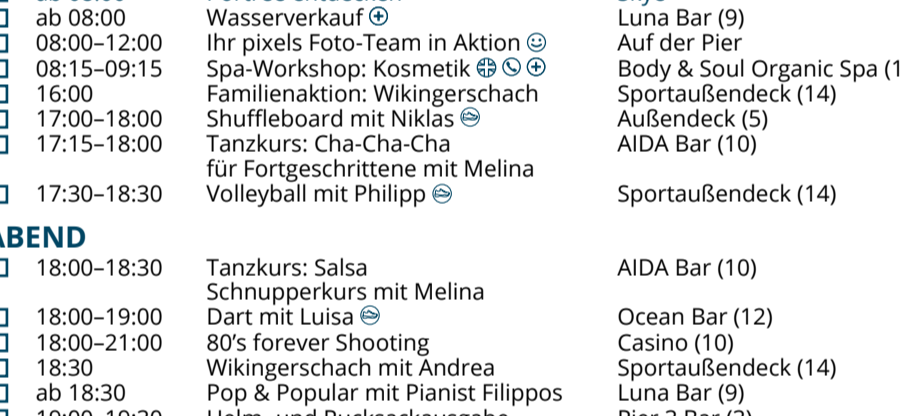 ab 08:00 Wasserverkauf Luna Bar (9)
08:00–12:00 Ihr pixels Foto-Team in Aktion Auf der Pier
08:15–09:15 Spa-Workshop: Kosmetik Body & Soul Organic Spa (1
16:00 Familienaktion: Wikingerschach Sportaußendeck (14)
17:00–18:00 Shuffleboard mit Niklas Außendeck (5)
17:15–18:00 Tanzkurs: Cha-Cha-Cha AIDA Bar (10)
für Fortgeschrittene mit Melina
17:30–18:30 Volleyball mit Philipp Sportaußendeck (14)
ABEND
18:00–18:30 Tanzkurs: Salsa AIDA Bar (10)
Schnupperkurs mit Melina
18:00–19:00 Dart mit Luisa Ocean Bar (12)
18:00–21:00 80’s forever Shooting Casino (10)
18:30 Wikingerschach mit Andrea Sportaußendeck (14)
ab 18:30 Pop & Popular mit Pianist Filippos Luna Bar (9)